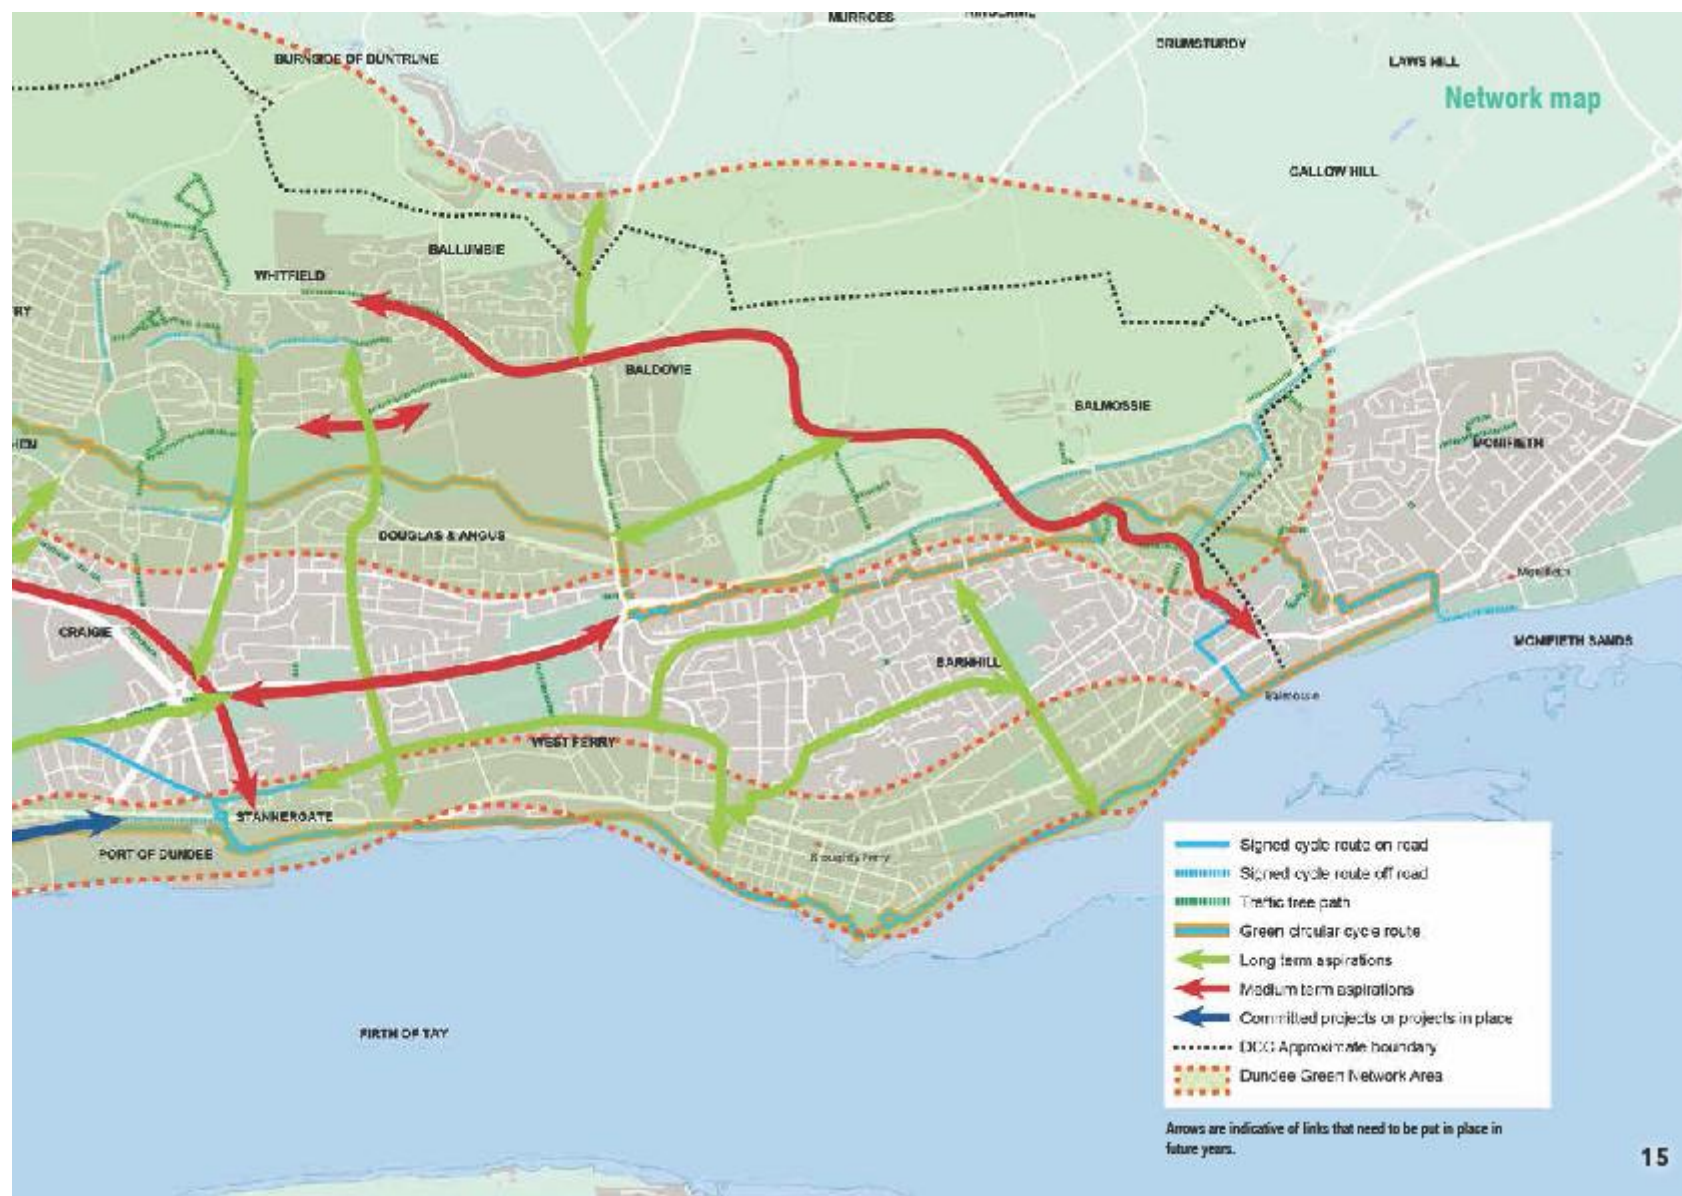 MURROES
DRUMSTURDY
BURNSIDE OF DUNTRUNE
LAWS HILL
Network map
GALLOW HILL
BALLUMBIE
WHITFIELD
RY
BALDOVIE
BALMOSSIE
MONIFIETH
HEN
DOUGLAS & ANGUS
Monifieth
CRAIGIE
MONIFIETH SANDS
BARNHILL
Balmossie
WEST FERRY
STANNERGATE
PORT OF DUNDEE
Broughty Ferry
Signed cycle route on road
Signed cycle route off road
Traffic free path
Green circular cycle route
Long term aspirations
Medium term aspirations
Committed projects or projects in place
DCC Approximate boundary
Dundee Green Network Area
FIRTH OF TAY
Arrows are indicative of links that need to be put in place in
future years.
15